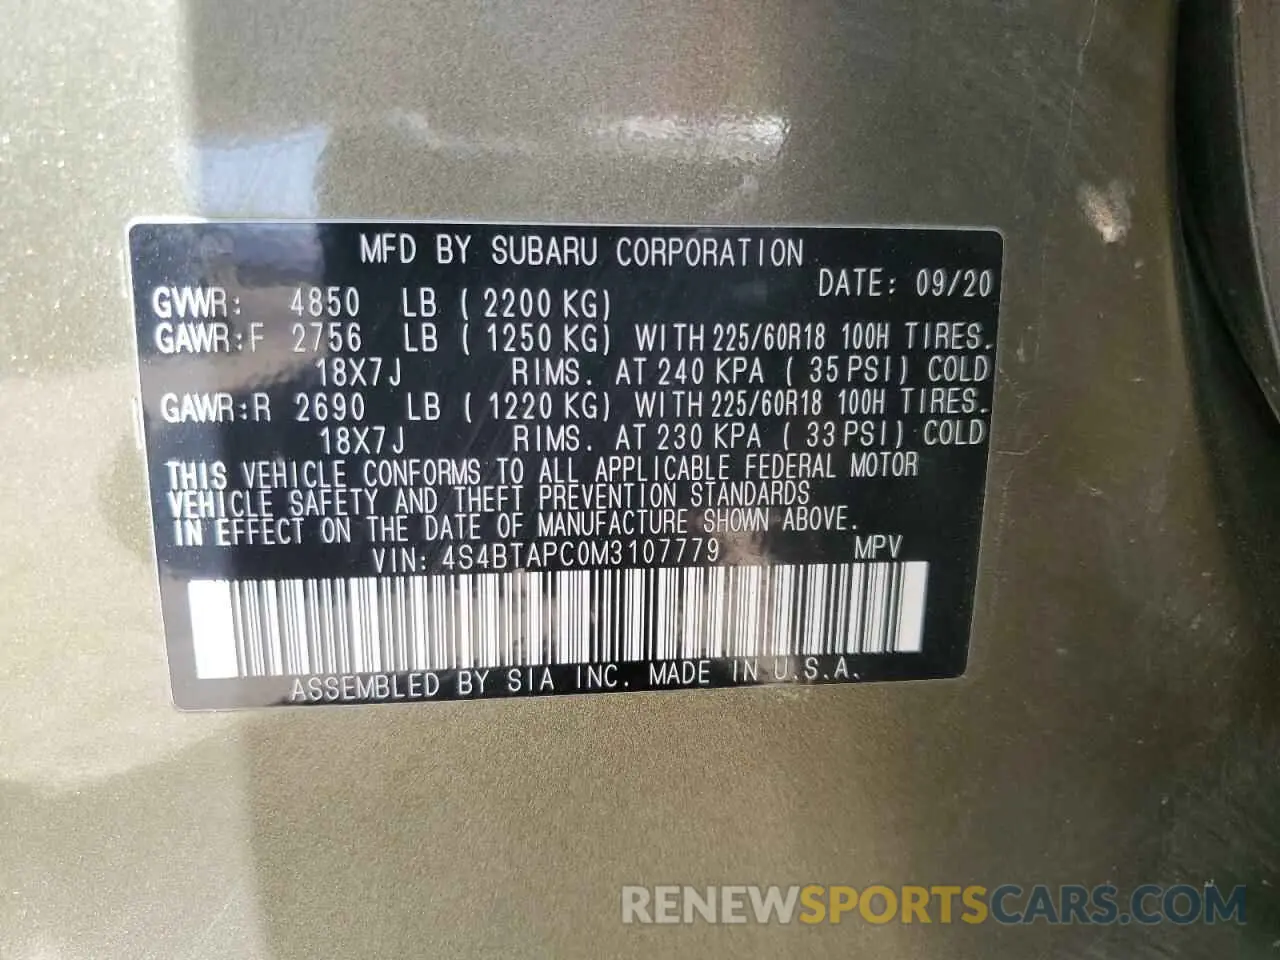 MFD BY SUBARU CORPORATION
DATE: 09/20
GVWR: 4850 LB ( 2200 KG)
GAWR:F 2756 LB ( 1250 KG) WITH 225/60R18 100H TIRES.
18X7J RIMS. AT 240 KPA ( 35 PSI) COLD
GAWR:R 2690 LB ( 1220 KG) WITH 225/60R18 100H TIRES.
18X7J RIMS. AT 230 KPA ( 33 PSI) COLD
THIS VEHICLE CONFORMS TO ALL APPLICABLE FEDERAL MOTOR
VEHICLE SAFETY AND THEFT PREVENTION STANDARDS
IN EFFECT ON THE DATE OF MANUFACTURE SHOWN ABOVE.
VIN: 4S4BTAPC0M3107779 MPV
ASSEMBLED BY SIA INC. MADE IN U.S.A.
RENEWSPORTSCARS.COM